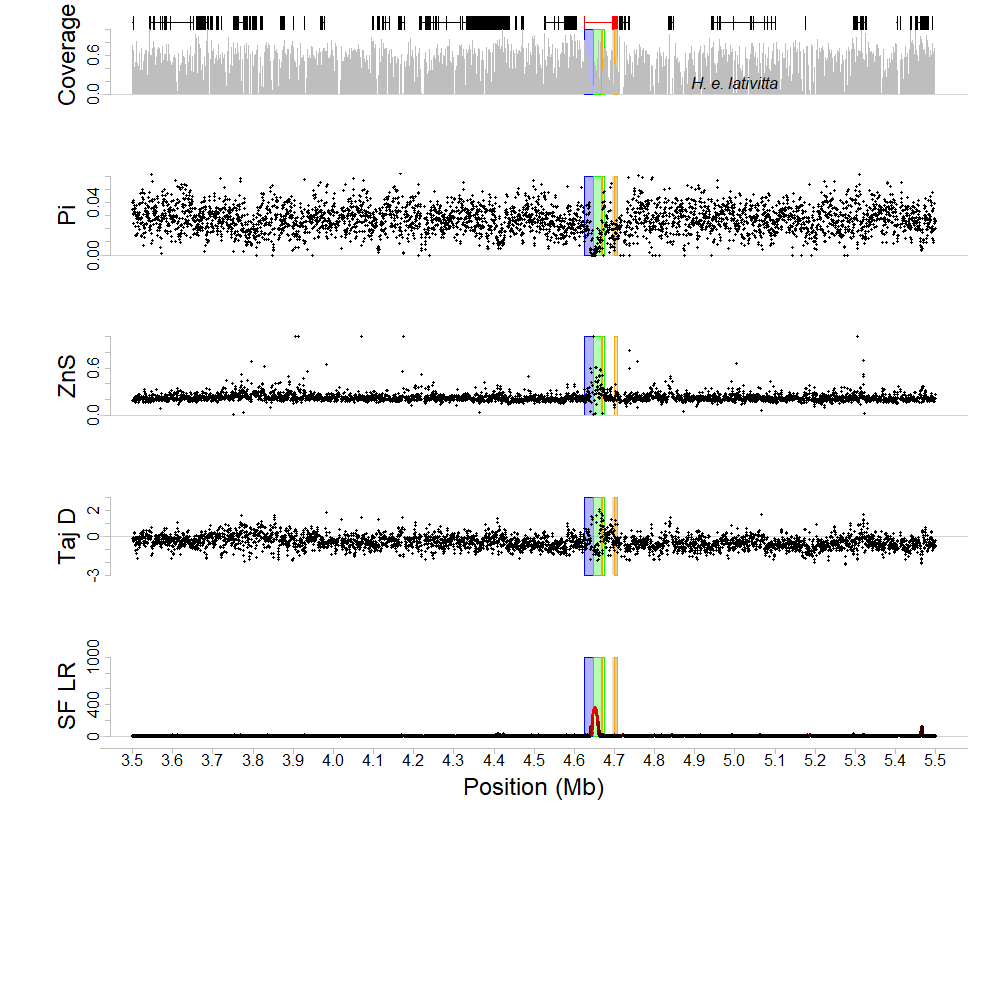 Coverage
0.0 0.6
H. e. lativitta
Pi
0.00 0.04
ZnS
0.0 0.6
Taj D
-3 0 2
SF LR
0 400 1000
3.5 3.6 3.7 3.8 3.9 4.0 4.1 4.2 4.3 4.4 4.5 4.6 4.7 4.8 4.9 5.0 5.1 5.2 5.3 5.4 5.5
Position (Mb)